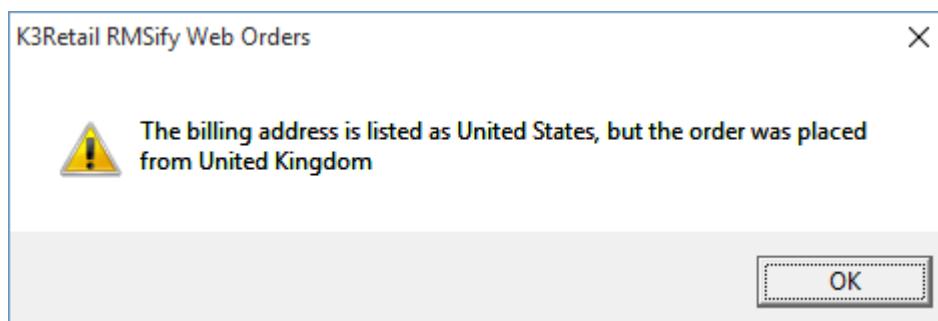 K3Retail RMSify Web Orders
The billing address is listed as United States, but the order was placed
from United Kingdom
OK